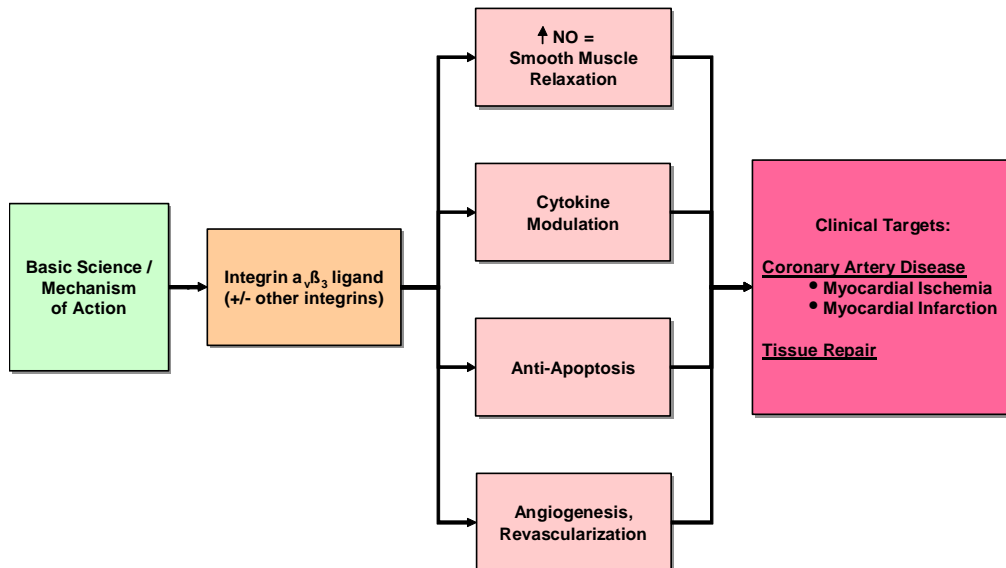 ↑ NO =
Smooth Muscle
Relaxation
Cytokine
Modulation
Clinical Targets:
Coronary Artery Disease
• Myocardial Ischemia
• Myocardial Infarction
Tissue Repair
Basic Science /
Mechanism
of Action
Integrin aᵥß₃ ligand
(+/- other integrins)
Anti-Apoptosis
Angiogenesis,
Revascularization